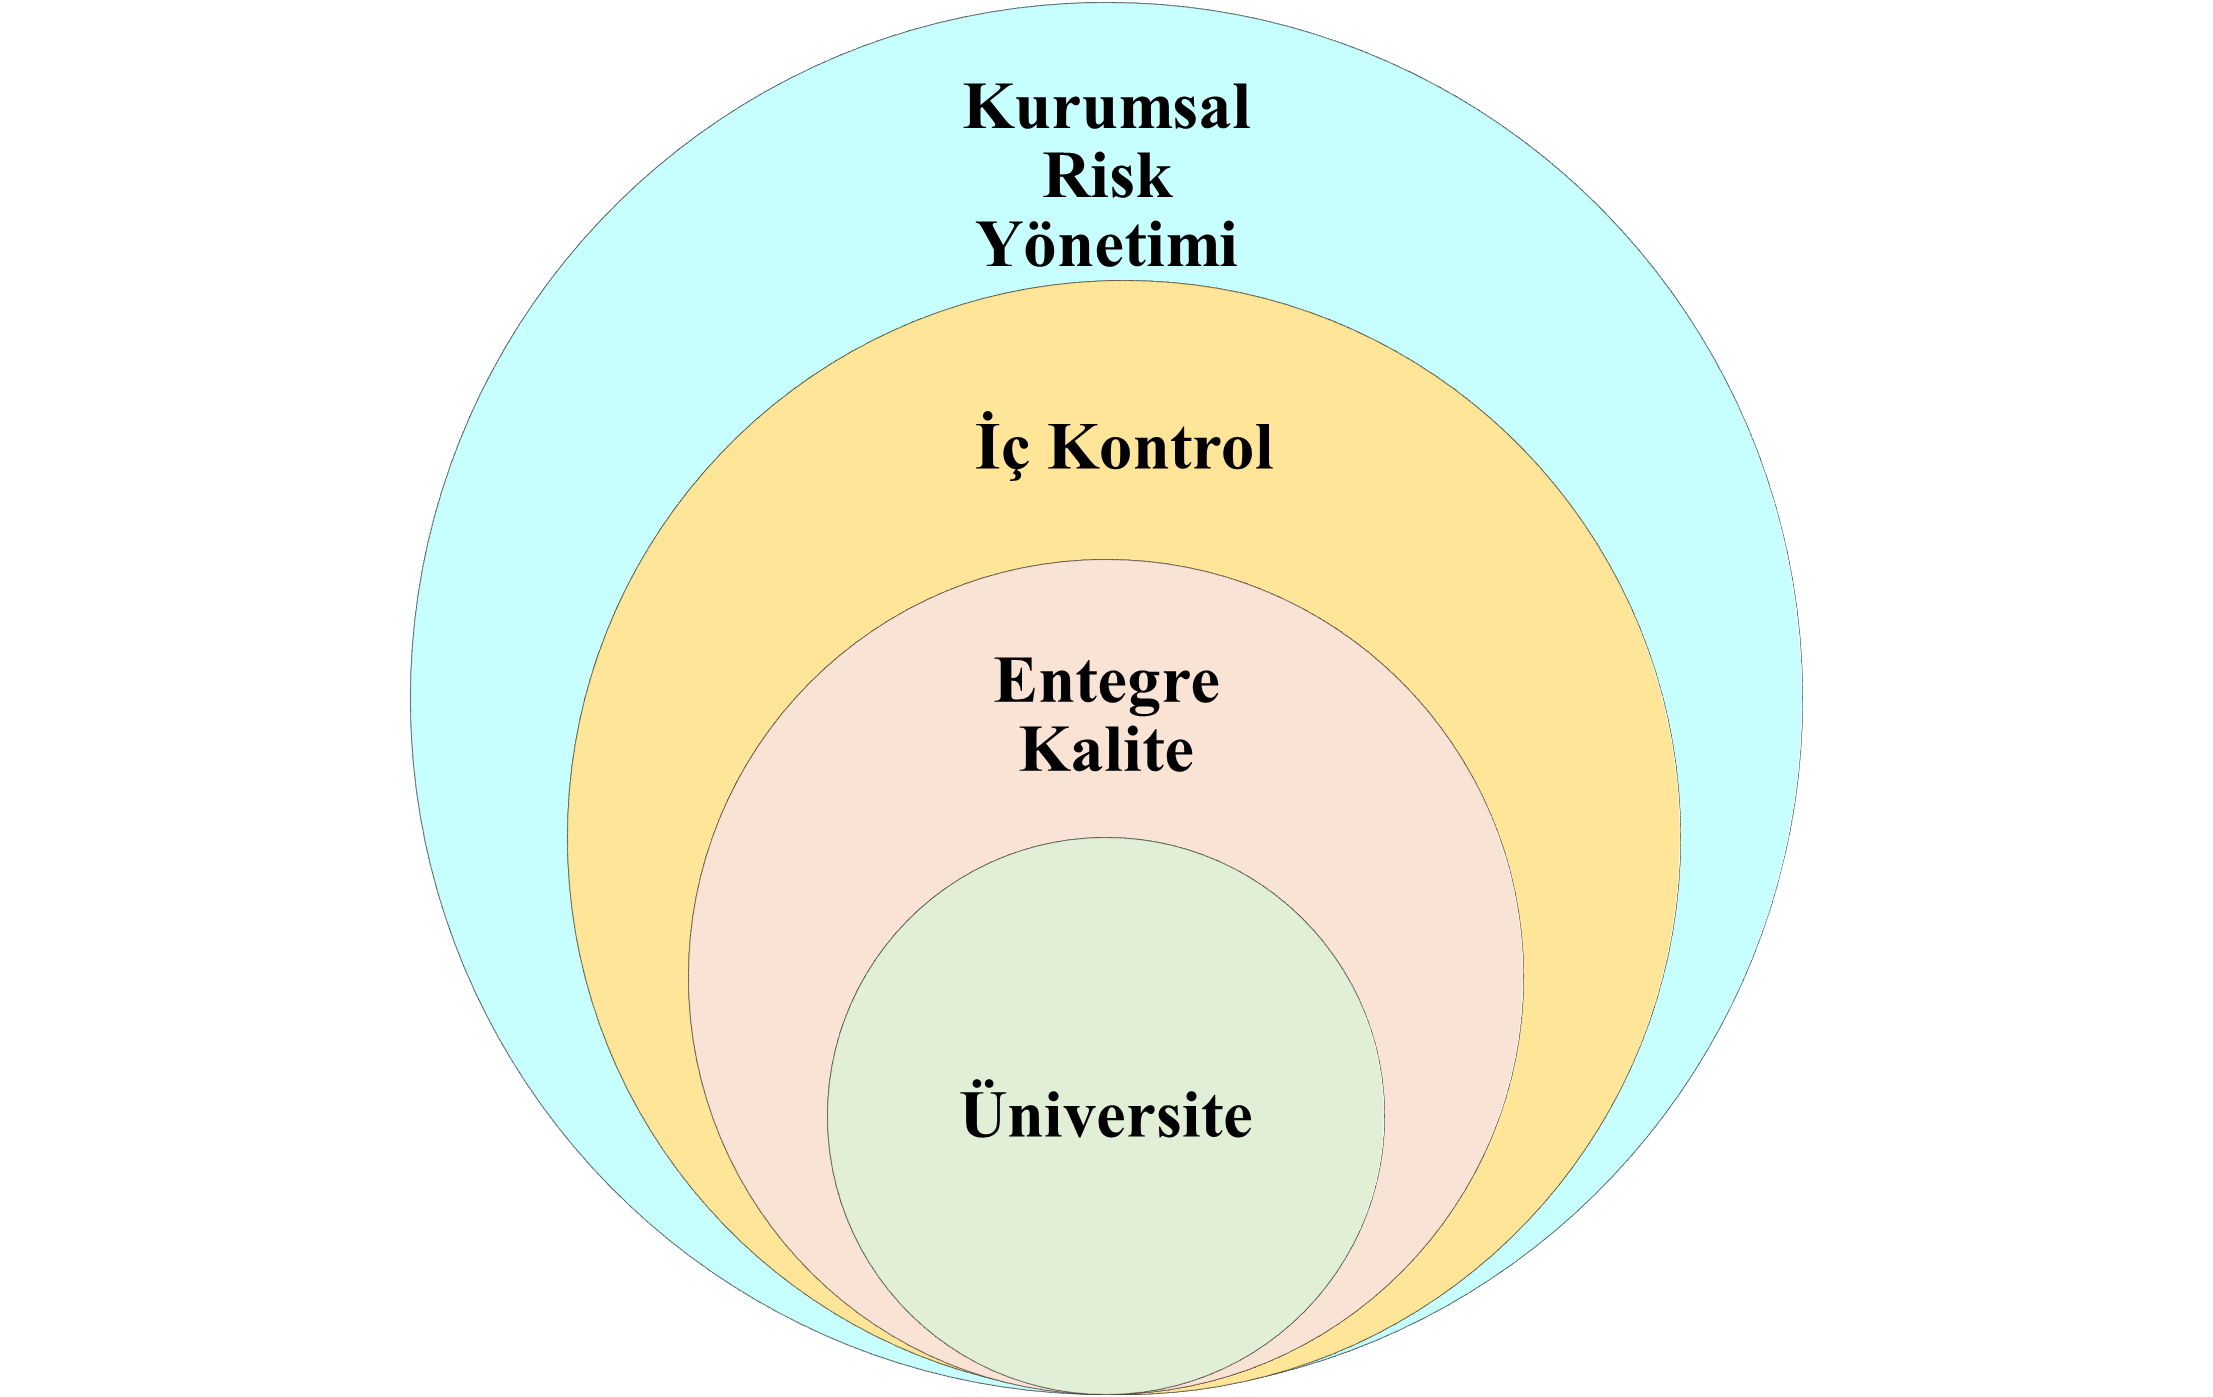 Kurumsal
Risk
Yönetimi
İç Kontrol
Entegre
Kalite
Üniversite